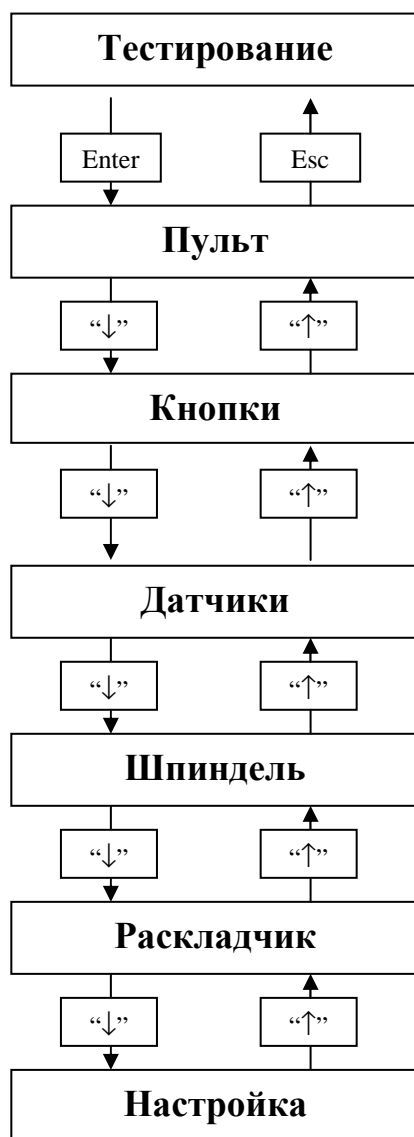 Тестирование
Enter Esc
Пульт
“↓” “↑”
Кнопки
“↓” “↑”
Датчики
“↓” “↑”
Шпиндель
“↓” “↑”
Раскладчик
“↓” “↑”
Настройка